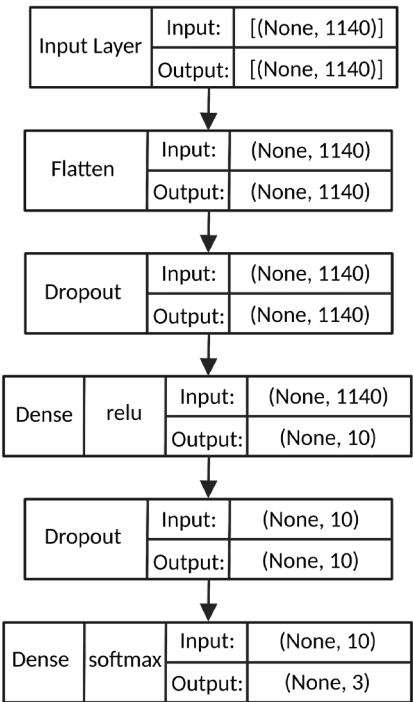 Input Layer Input: [(None, 1140)]
Output: [(None, 1140)]
Flatten Input: (None, 1140)
Output: (None, 1140)
Dropout Input: (None, 1140)
Output: (None, 1140)
Dense relu Input: (None, 1140)
Output: (None, 10)
Dropout Input: (None, 10)
Output: (None, 10)
Dense softmax Input: (None, 10)
Output: (None, 3)